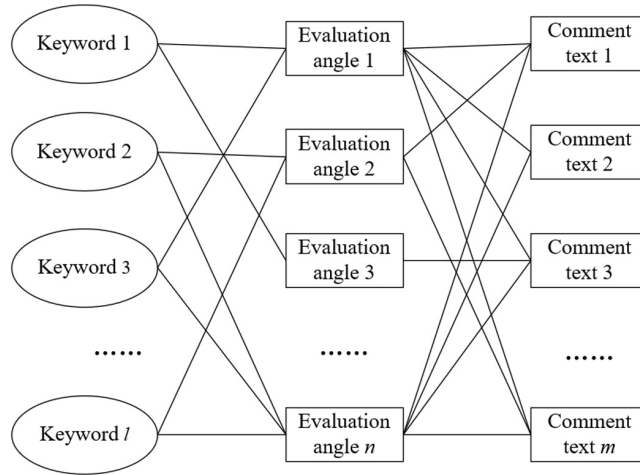 Keyword 1
Evaluation
angle 1
Comment
text 1
Keyword 2
Evaluation
angle 2
Comment
text 2
Keyword 3
Evaluation
angle 3
Comment
text 3
......
......
......
Keyword l
Evaluation
angle n
Comment
text m